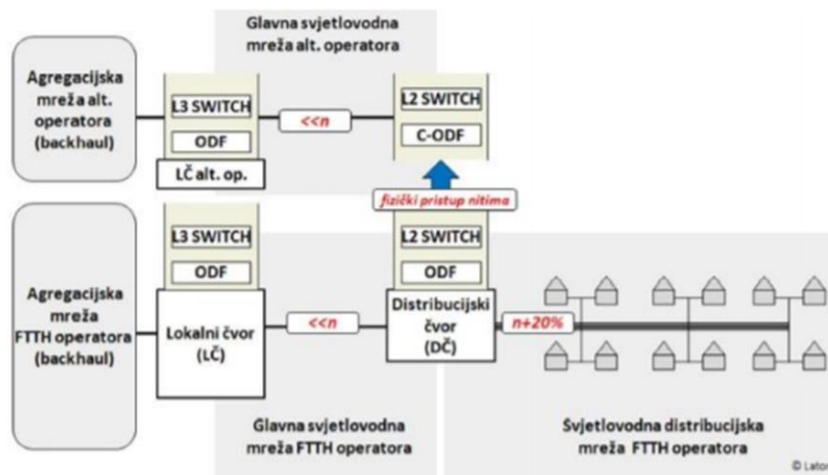 Glavna svjetlovodna
mreža alt. operatora
Agregacijska
mreža alt.
operatora
(backhaul)
L3 SWITCH
ODF
LČ alt. op.
<<n
L2 SWITCH
C-ODF
fizički pristup nitima
L3 SWITCH
ODF
L2 SWITCH
ODF
Agregacijska
mreža
FTTH operatora
(backhaul)
Lokalni čvor
(LČ)
<<n
Distribucijski
čvor
(DČ)
n+20%
Glavna svjetlovodna
mreža FTTH operatora
Svjetlovodna distribucijska
mreža FTTH operatora